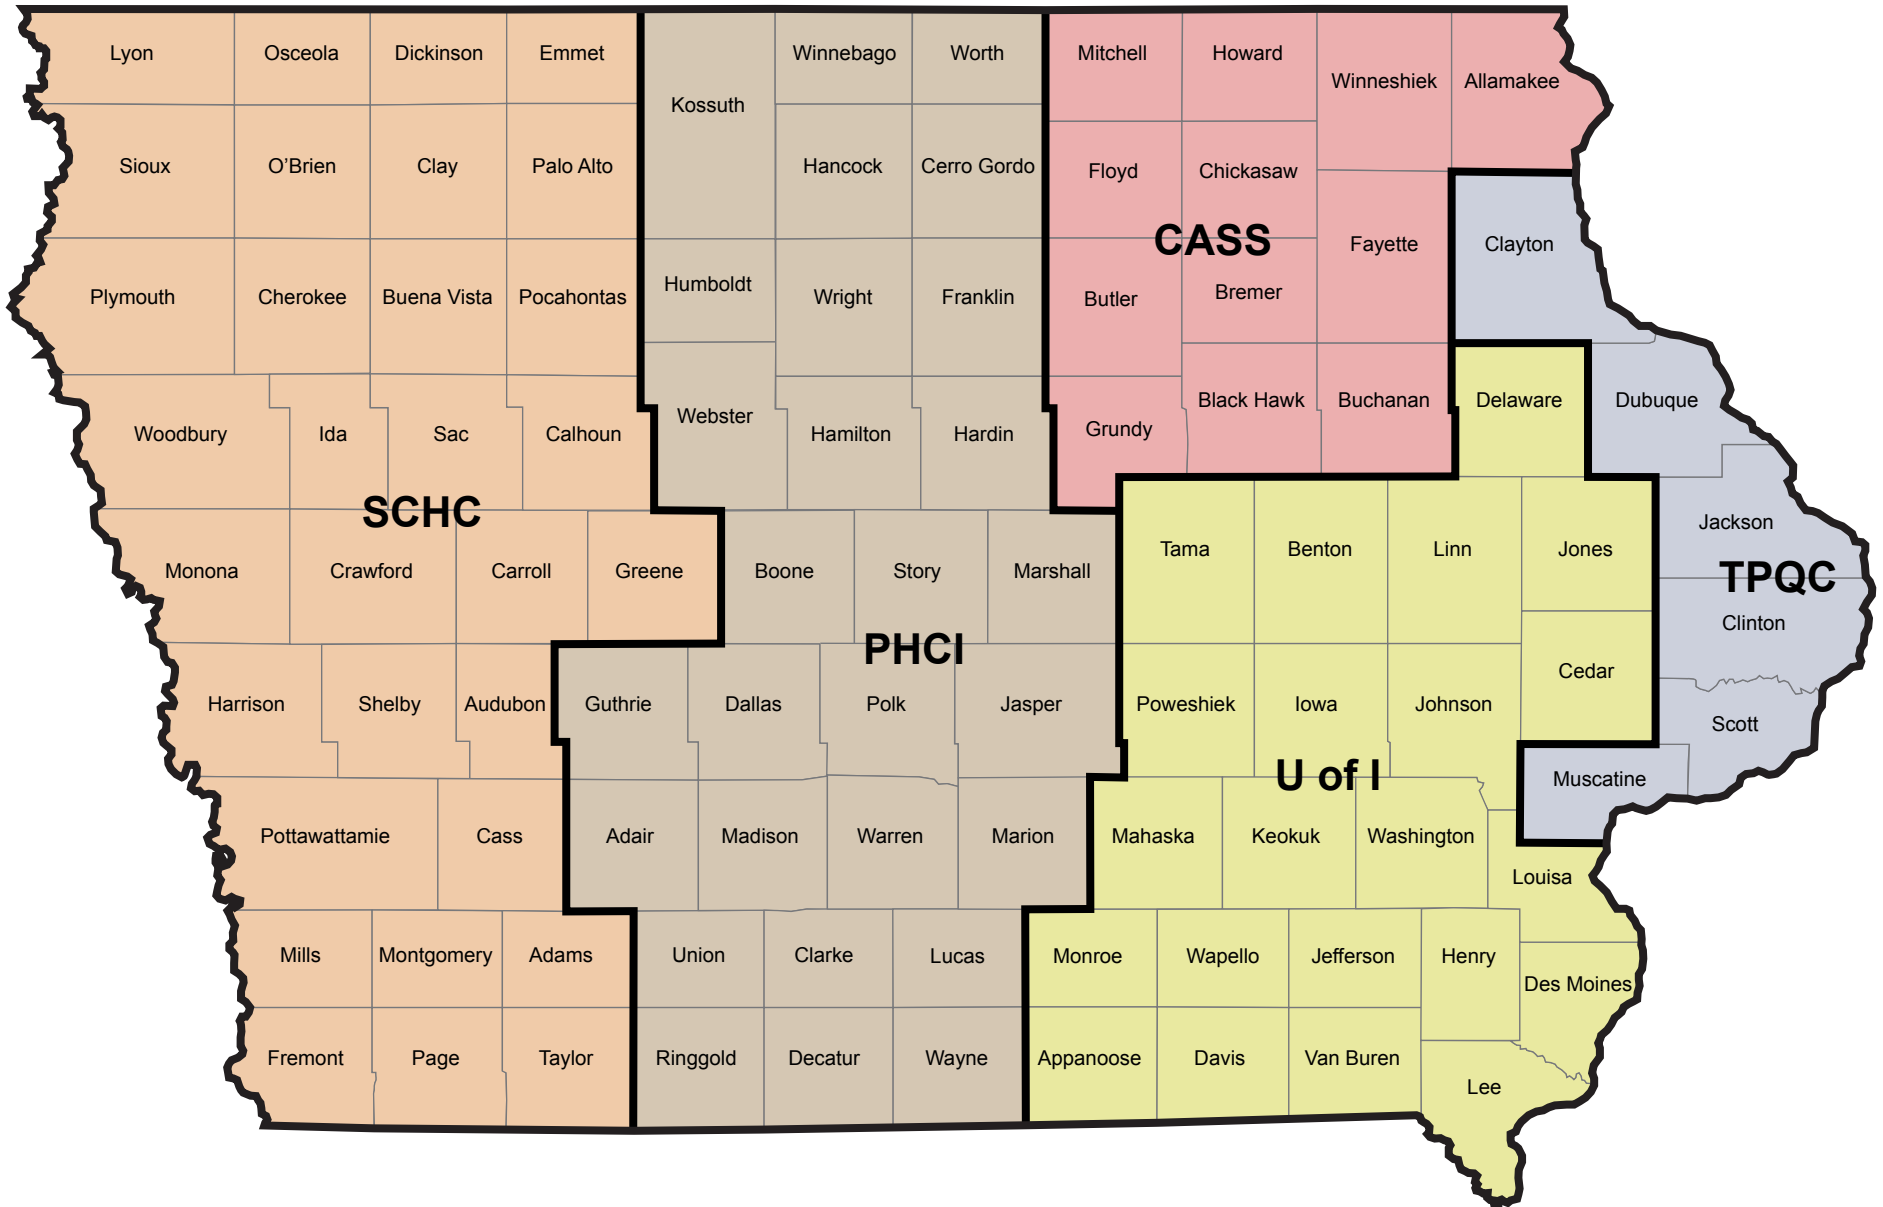 Lyon
Osceola
Dickinson
Emmet
Winnebago
Worth
Mitchell
Howard
Winneshiek
Allamakee
Kossuth
Sioux
O’Brien
Clay
Palo Alto
Hancock
Cerro Gordo
Floyd
Chickasaw
CASS
Fayette
Clayton
Plymouth
Cherokee
Buena Vista
Pocahontas
Humboldt
Wright
Franklin
Butler
Bremer
Woodbury
Ida
Sac
Calhoun
Webster
Hamilton
Hardin
Grundy
Black Hawk
Buchanan
Delaware
Dubuque
SCHC
Jackson
Monona
Crawford
Carroll
Greene
Boone
Story
Marshall
Tama
Benton
Linn
Jones
TPQC
Clinton
PHCI
Cedar
Harrison
Shelby
Audubon
Guthrie
Dallas
Polk
Jasper
Poweshiek
Iowa
Johnson
Scott
U of I
Muscatine
Pottawattamie
Cass
Adair
Madison
Warren
Marion
Mahaska
Keokuk
Washington
Louisa
Mills
Montgomery
Adams
Union
Clarke
Lucas
Monroe
Wapello
Jefferson
Henry
Des Moines
Fremont
Page
Taylor
Ringgold
Decatur
Wayne
Appanoose
Davis
Van Buren
Lee